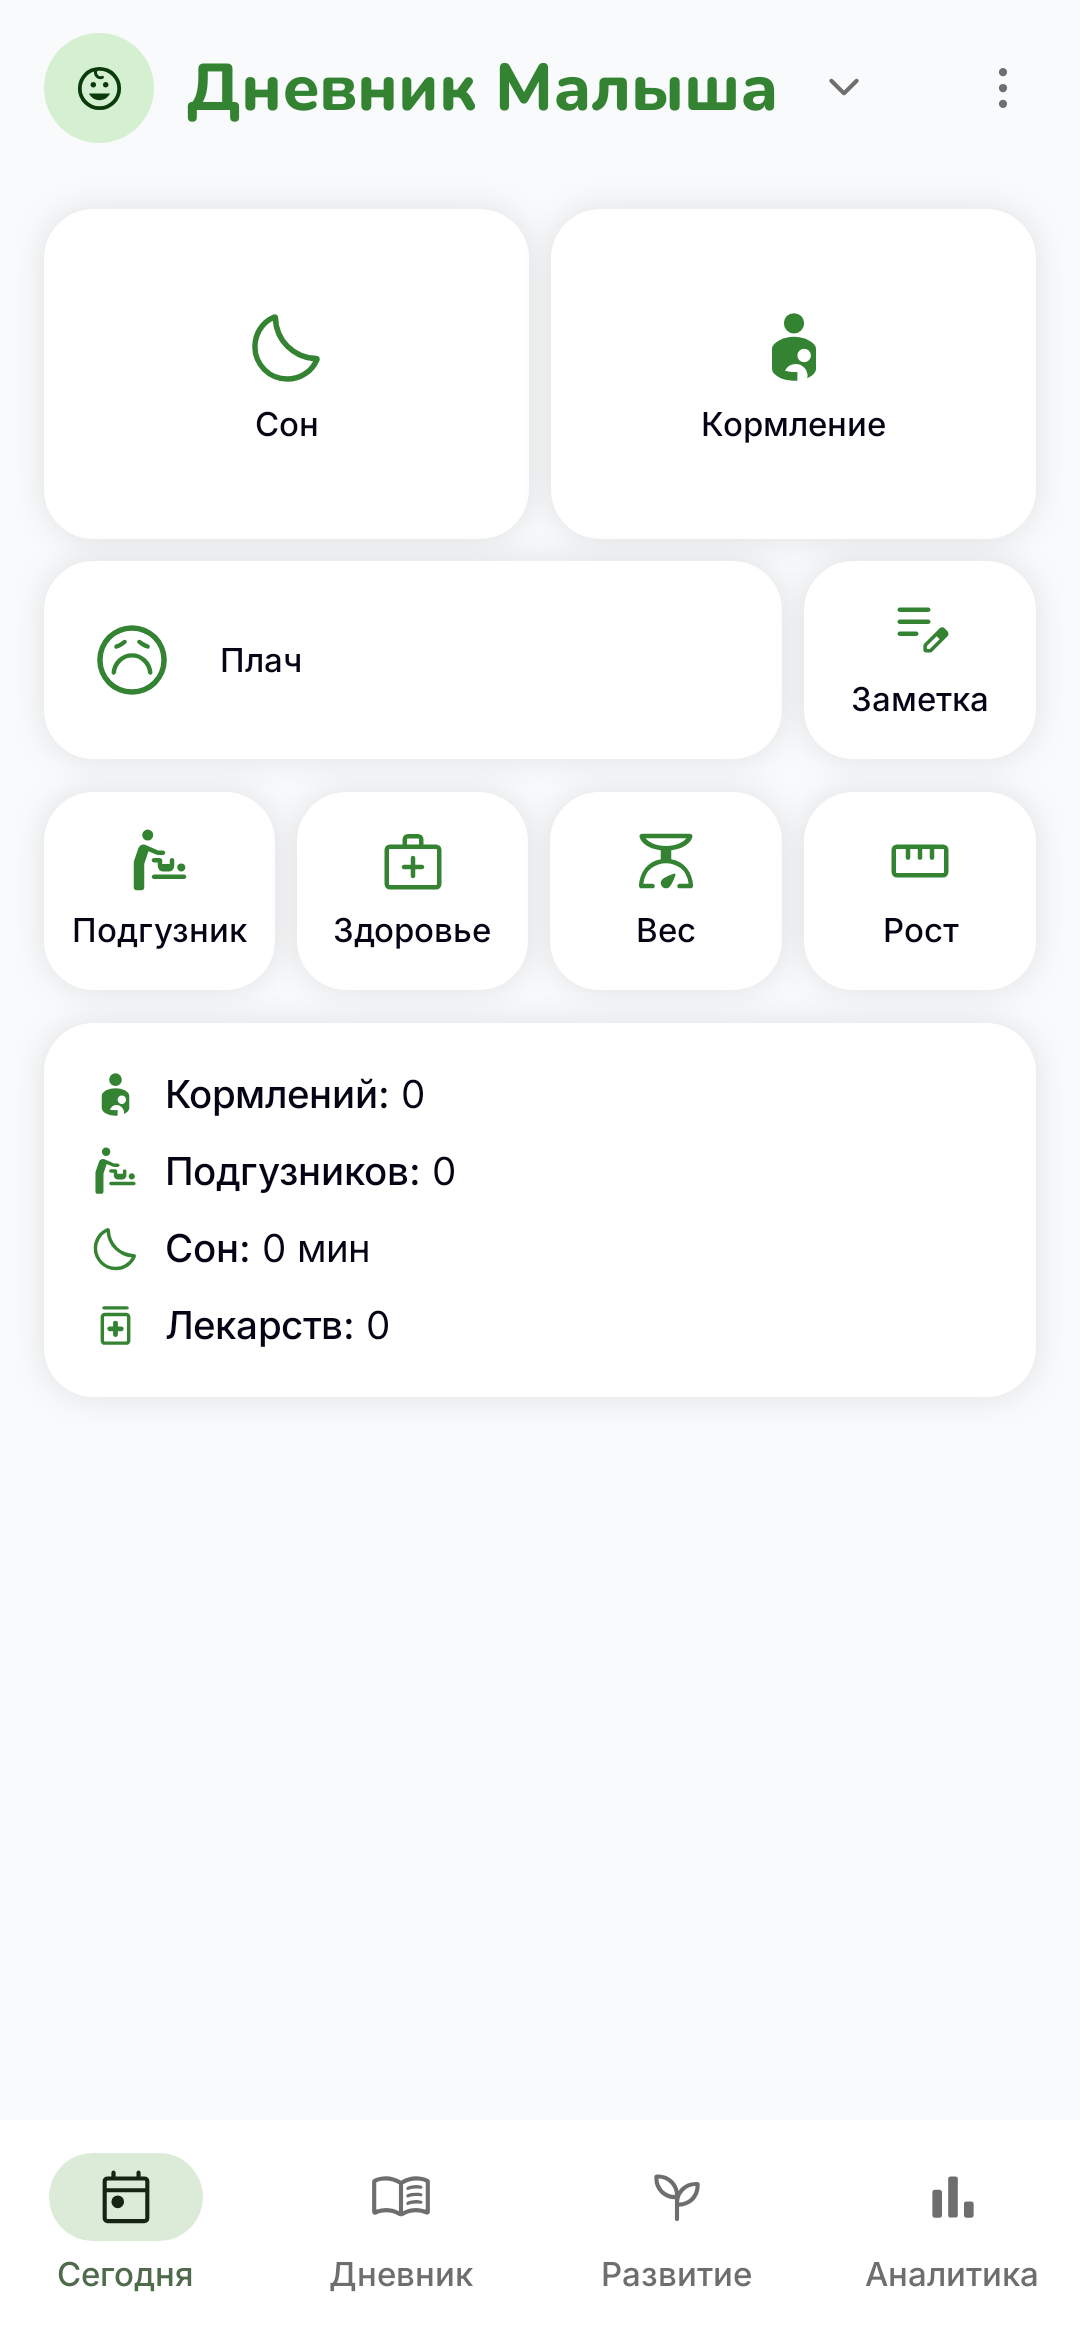 Дневник Малыша
Сон
Кормление
Плач
Заметка
Подгузник
Здоровье
Вес
Рост
Кормлений: 0
Подгузников: 0
Сон: 0 мин
Лекарств: 0
Сегодня
Дневник
Развитие
Аналитика